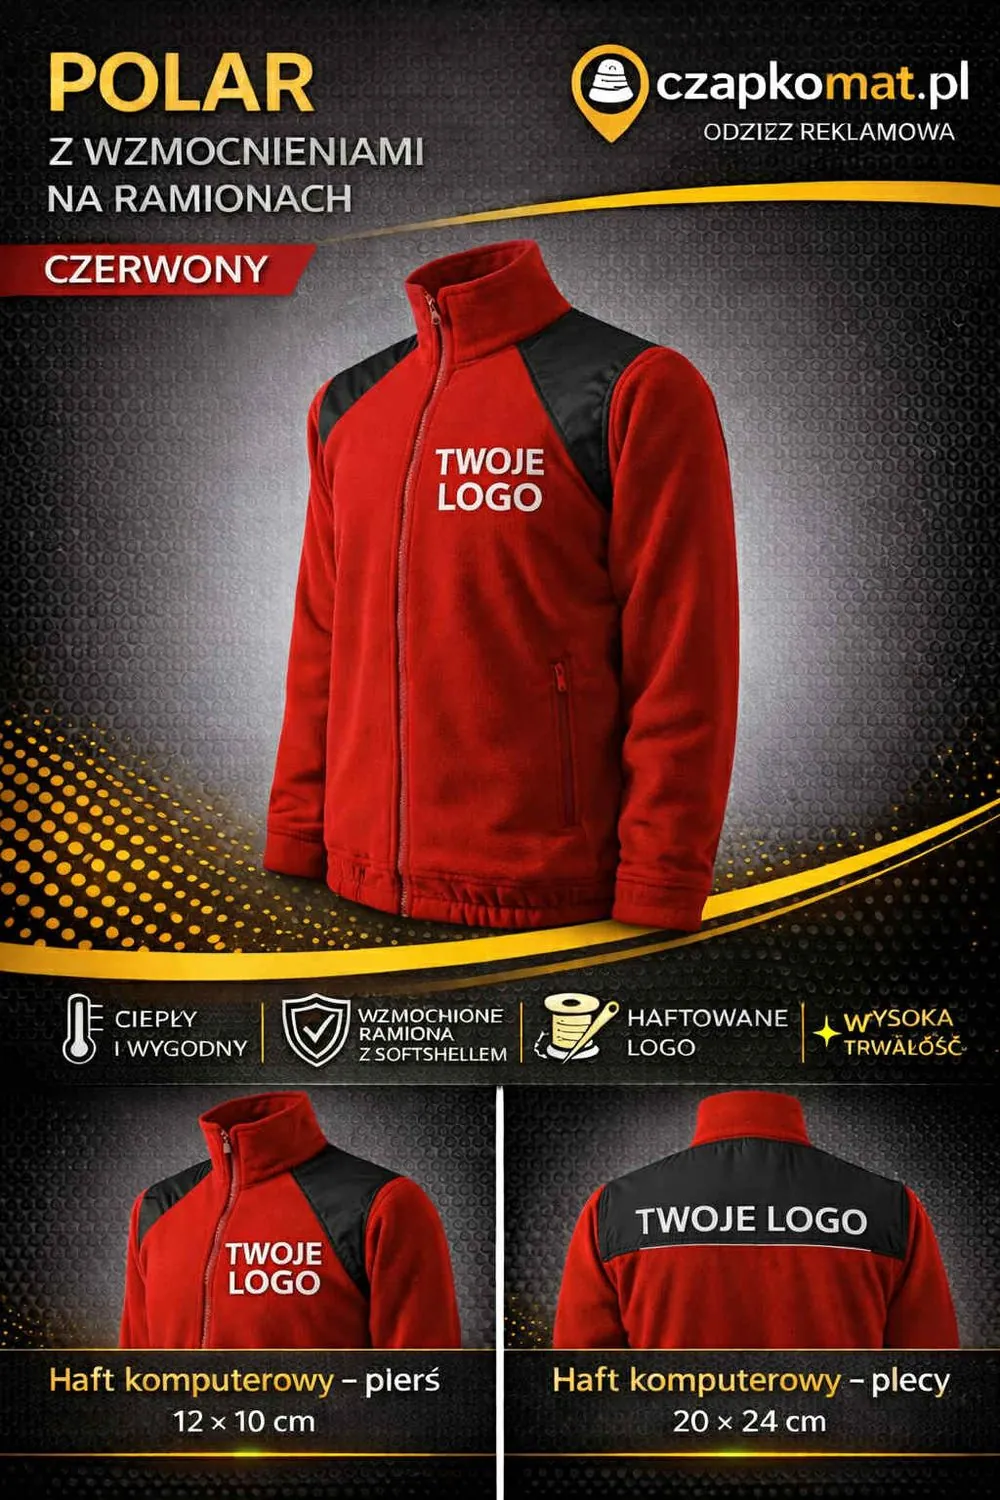 POLAR
Z WZMOCNIENIAMI
NA RAMIONACH
CZERWONY
czapkomat.pl
ODZIEZ REKLAMOWA
TWOJE
LOGO
CIEPŁY
I WYGODNY
WZMOCHIONE
RAMIONA
Z SOFTSHELLEM
HAFTOWANE
LOGO
WYSOKA
TRWAŁOŚĆ
TWOJE
LOGO
TWOJE LOGO
Haft komputerowy – pierś
12 × 10 cm
Haft komputerowy – plecy
20 × 24 cm